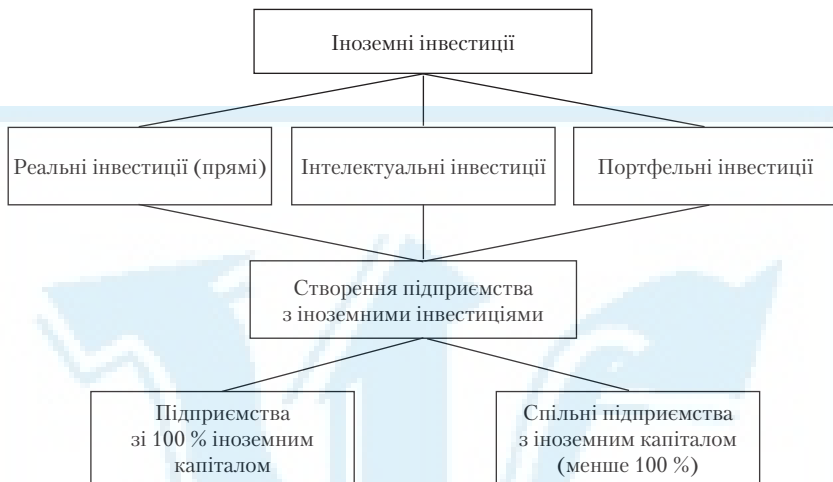 Іноземні інвестиції
Реальні інвестиції (прямі)
Інтелектуальні інвестиції
Портфельні інвестиції
Створення підприємства
з іноземними інвестиціями
Підприємства
зі 100 % іноземним
капіталом
Спільні підприємства
з іноземним капіталом
(менше 100 %)